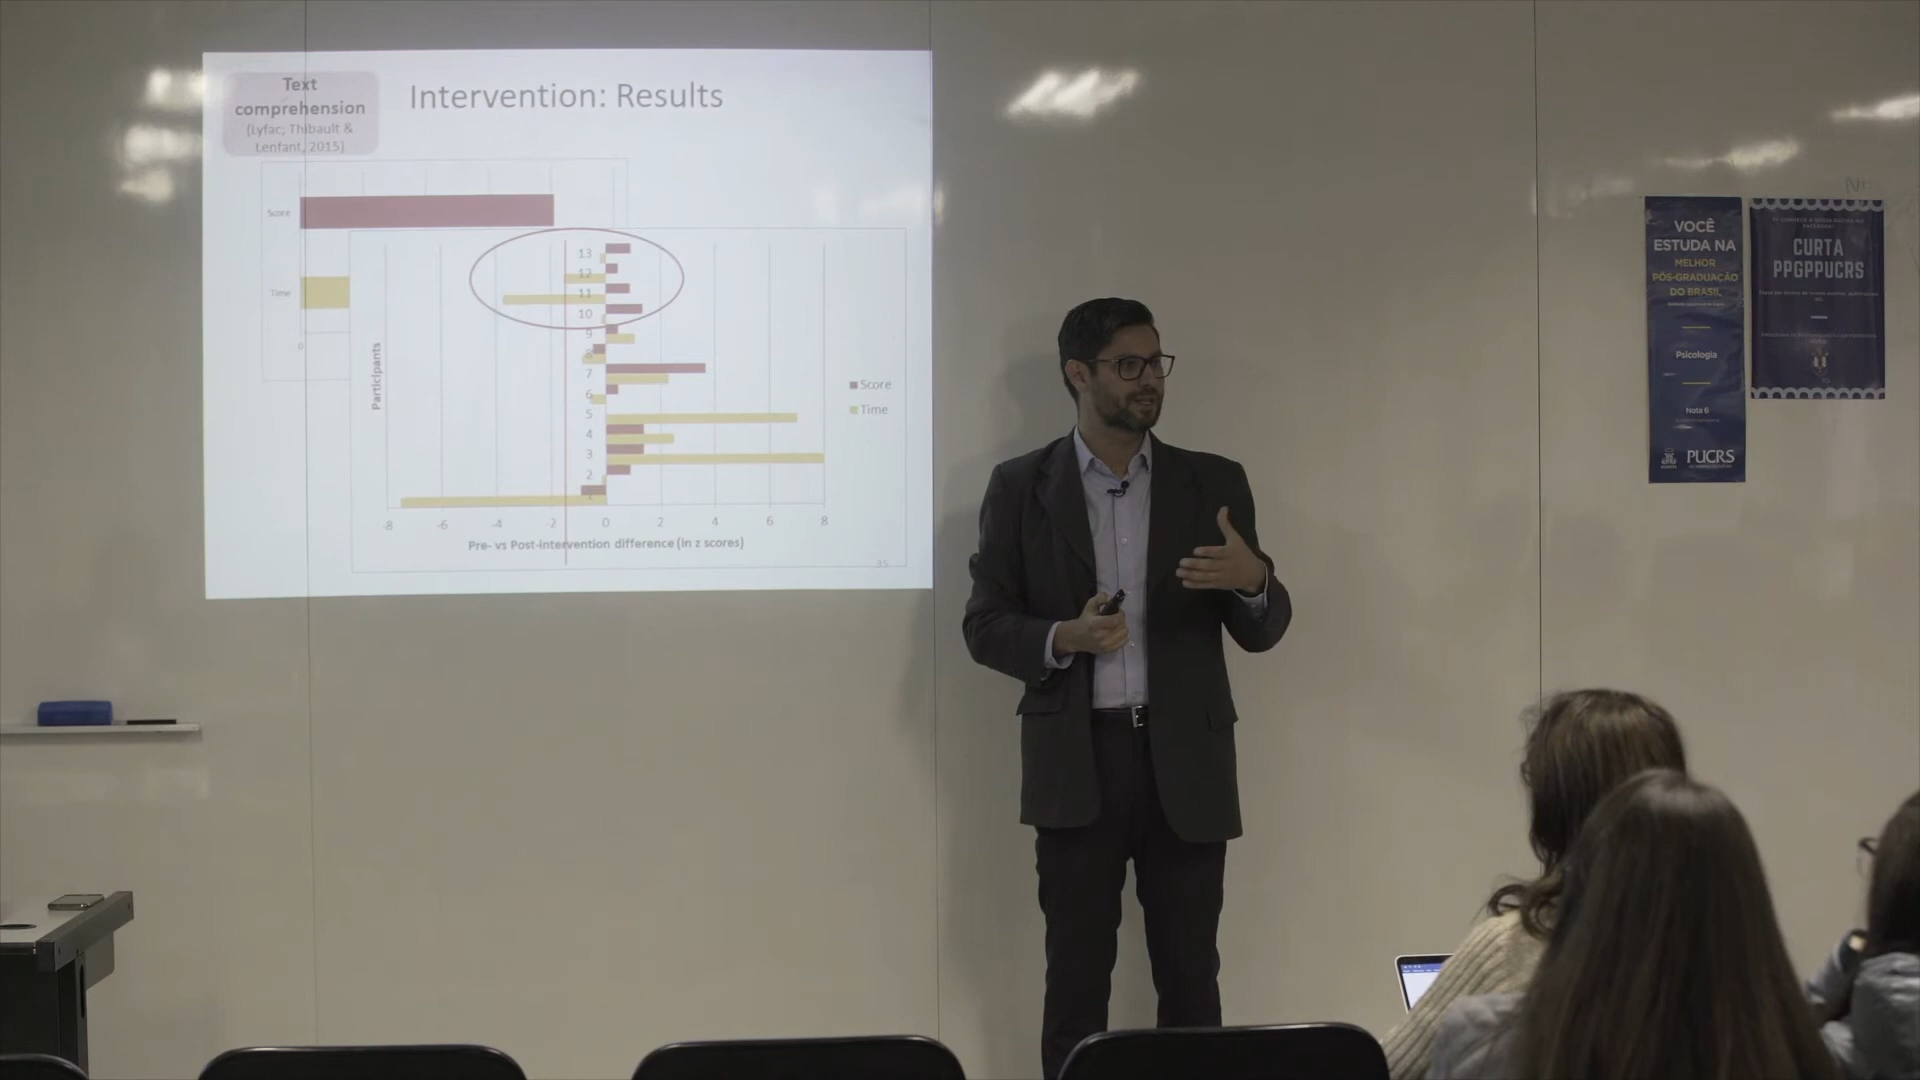 Text
comprehension
(Lyfac; Thibault &
Lenfant, 2015)
Intervention: Results
Score
Time
0
Participants
13
12
11
10
9
8
7
6
5
4
3
2
1
-8 -6 -4 -2 0 2 4 6 8
Pre- vs Post-intervention difference (in z scores)
Score
Time
35
VOCÊ
ESTUDA NA
MELHOR
PÓS-GRADUAÇÃO
DO BRASIL
Psicologia
Nota 6
PUCRS
CURTA
PPGPPUCRS